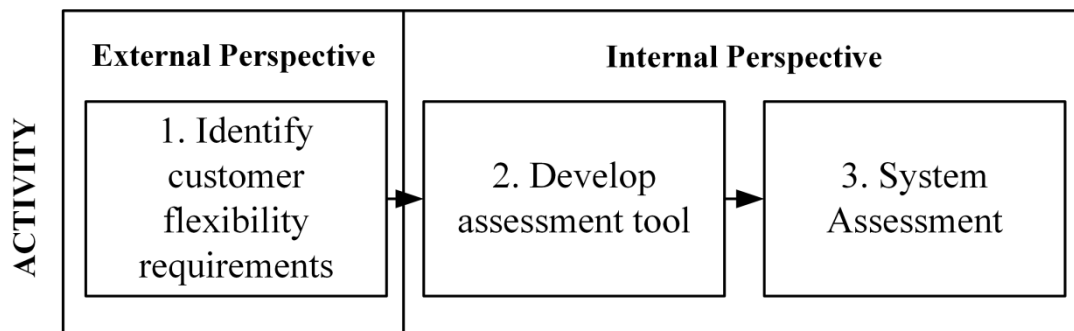 External Perspective
Internal Perspective
ACTIVITY
1. Identify
customer
flexibility
requirements
2. Develop
assessment tool
3. System
Assessment